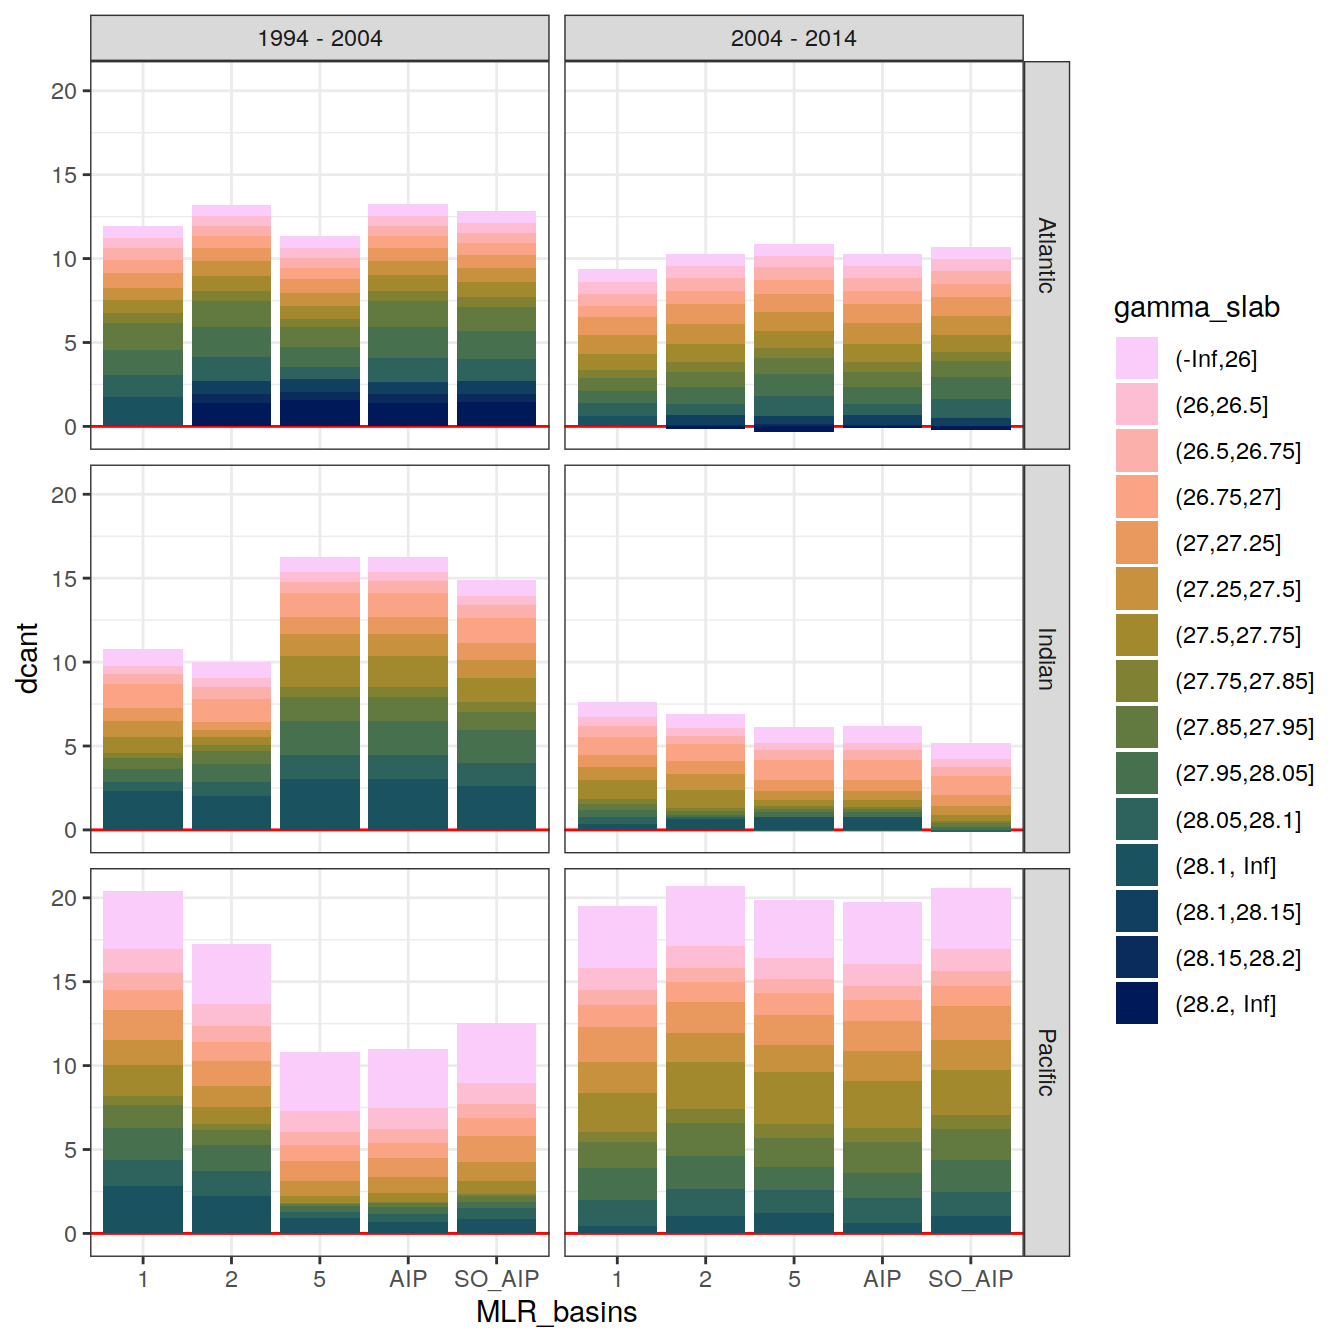 1994 - 2004
2004 - 2014
20
15
10
5
0
Atlantic
20
15
10
5
0
Indian
20
15
10
5
0
Pacific
dcant
1
2
5
AIP
SO_AIP
1
2
5
AIP
SO_AIP
MLR_basins
gamma_slab
(-Inf,26]
(26,26.5]
(26.5,26.75]
(26.75,27]
(27,27.25]
(27.25,27.5]
(27.5,27.75]
(27.75,27.85]
(27.85,27.95]
(27.95,28.05]
(28.05,28.1]
(28.1, Inf]
(28.1,28.15]
(28.15,28.2]
(28.2, Inf]